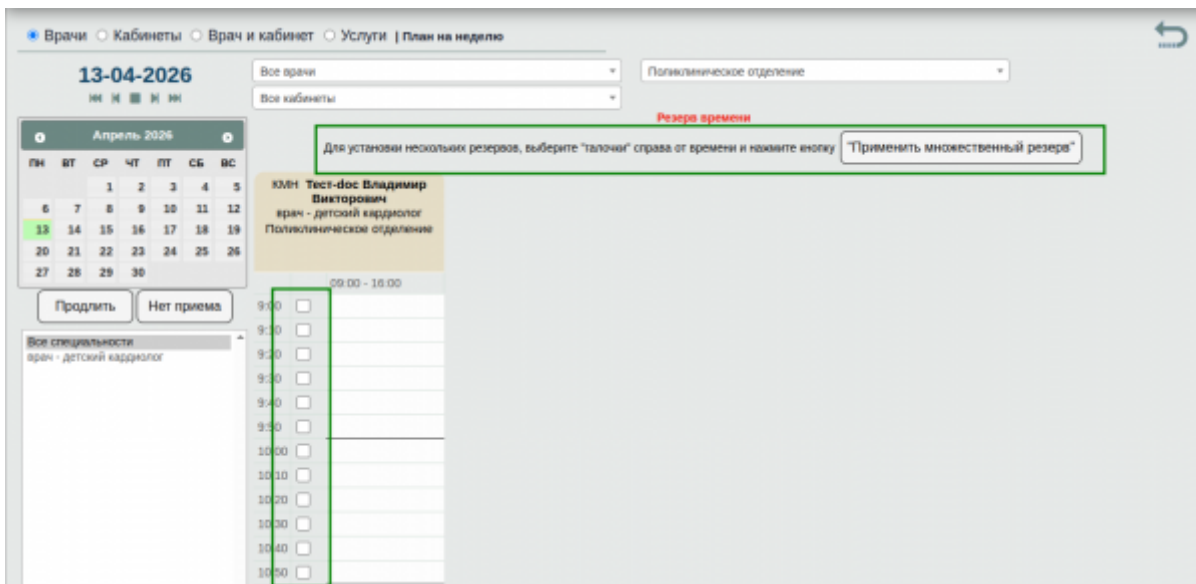 Врачи Кабинеты Врач и кабинет Услуги | План на неделю
13-04-2026
Все врачи
Поликлиническое отделение
Все кабинеты
Резерв времени
Для установки нескольких резервов, выберите "галочки" справа от времени и нажмите кнопку "Применить множественный резерв"
Апрель 2026
ПН ВТ СР ЧТ ПТ СБ ВС
1 2 3 4 5
6 7 8 9 10 11 12
13 14 15 16 17 18 19
20 21 22 23 24 25 26
27 28 29 30
Продлить Нет приема
Все специальности
врач - детский кардиолог
КМН Тест-doc Владимир
Викторович
врач - детский кардиолог
Поликлиническое отделение
09:00 - 16:00
9:00
9:10
9:20
9:30
9:40
9:50
10:00
10:10
10:20
10:30
10:40
10:50